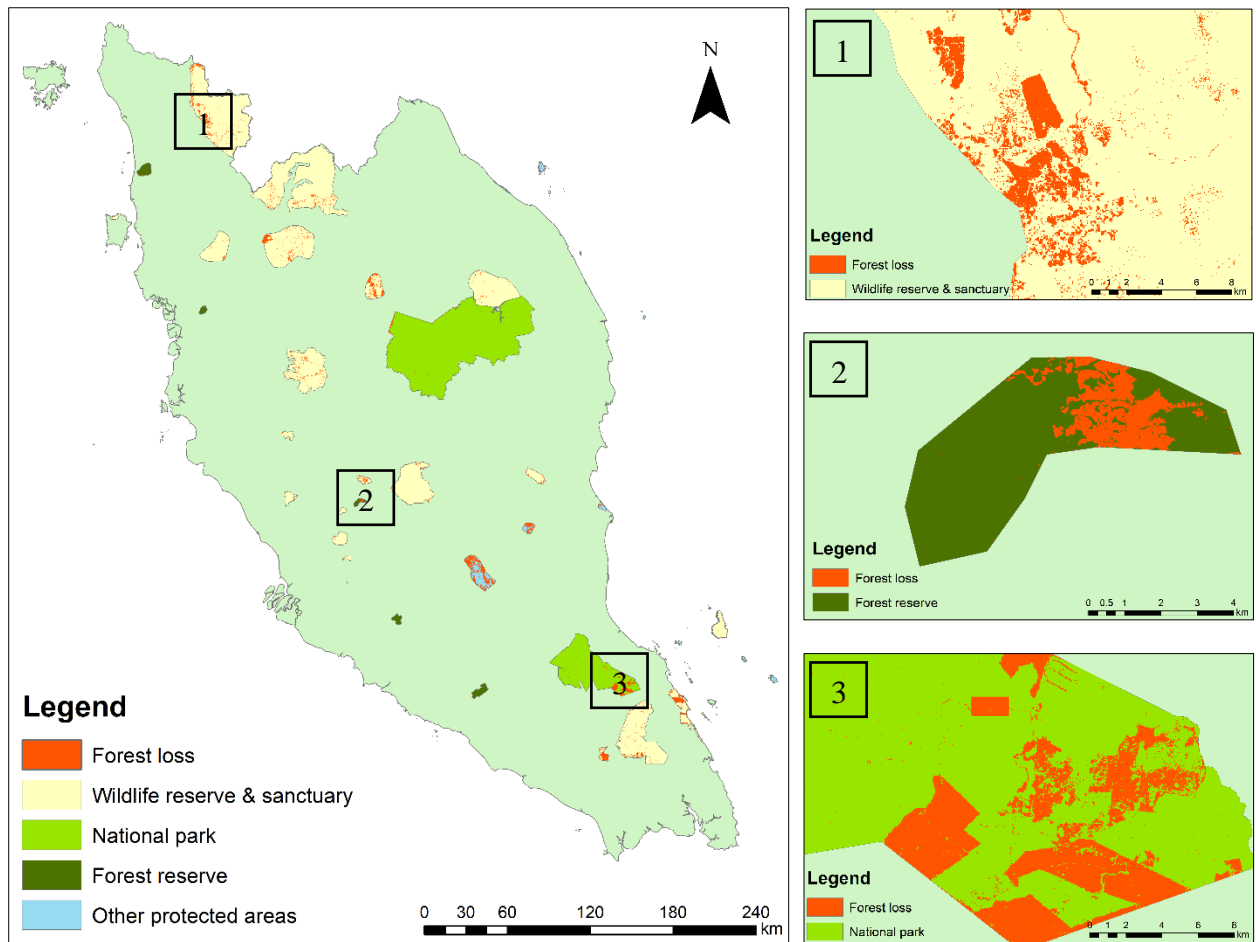 N
1
2
3
Legend
Forest loss
Wildlife reserve & sanctuary
National park
Forest reserve
Other protected areas
0 30 60 120 180 240
km
1
Legend
Forest loss
Wildlife reserve & sanctuary
0 1 2 4 6 8
km
2
Legend
Forest loss
Forest reserve
0 0.5 1 2 3 4
km
3
Legend
Forest loss
National park
0 1 2 4 6 8
km